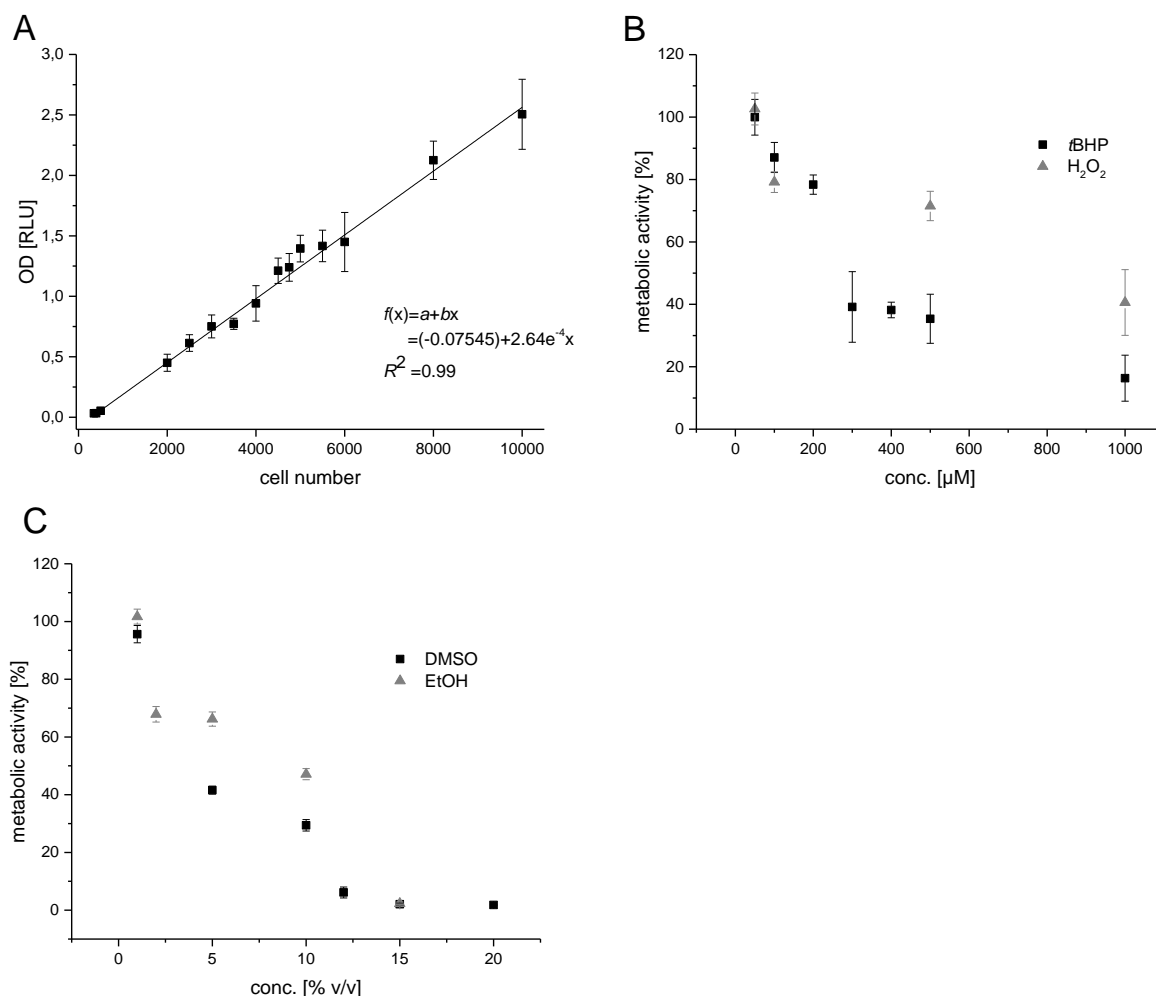 A
3,0
2,5
2,0
1,5
1,0
0,5
0,0
OD [RLU]
2000
4000
6000
8000
10000
cell number
f(x)=a+bx
=(-0.07545)+2.64e⁻⁴x
R² =0.99
B
120
100
80
60
40
20
0
metabolic activity [%]
0
200
400
600
800
1000
conc. [µM]
tBHP
H₂O₂
C
120
100
80
60
40
20
0
metabolic activity [%]
0
5
10
15
20
conc. [% v/v]
DMSO
EtOH